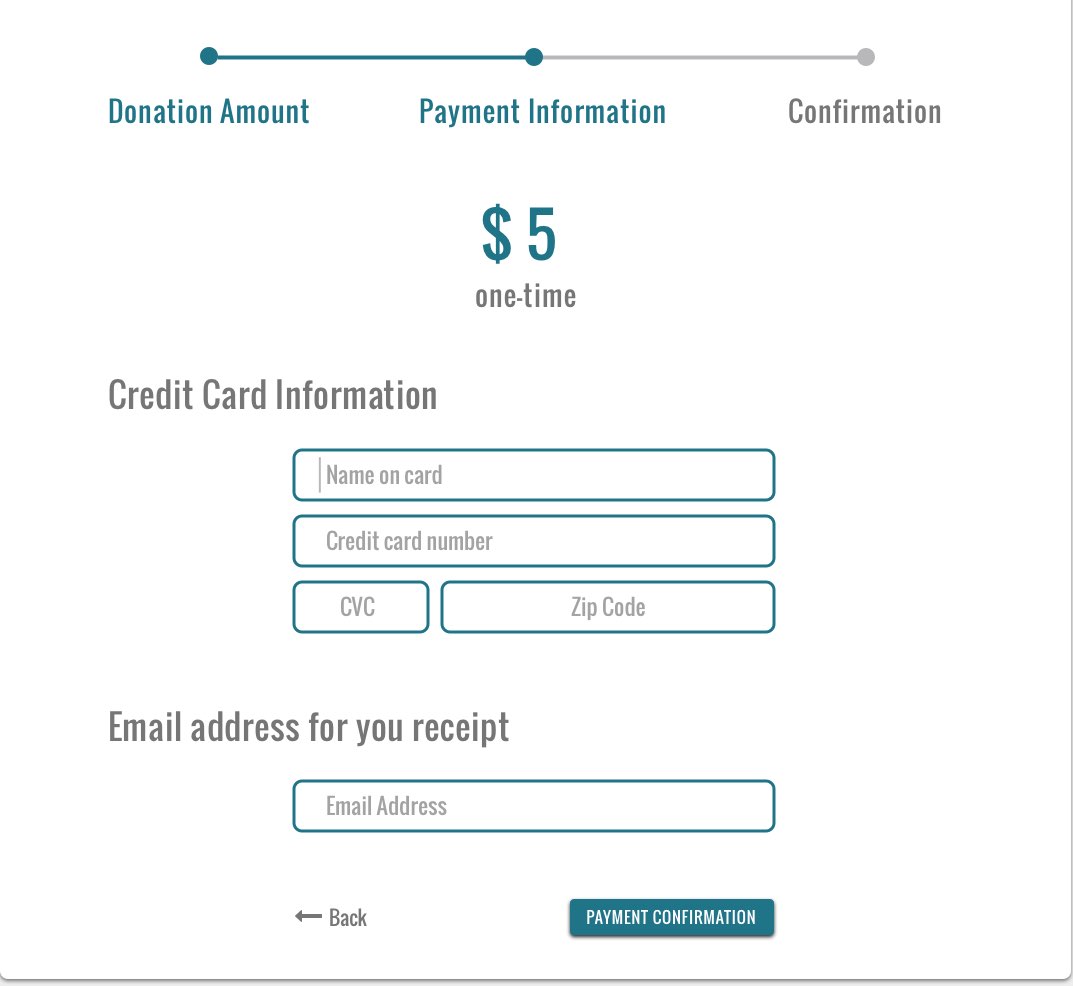 Donation Amount Payment Information Confirmation
$ 5
one-time
Credit Card Information
Name on card
Credit card number
CVC Zip Code
Email address for you receipt
Email Address
Back PAYMENT CONFIRMATION